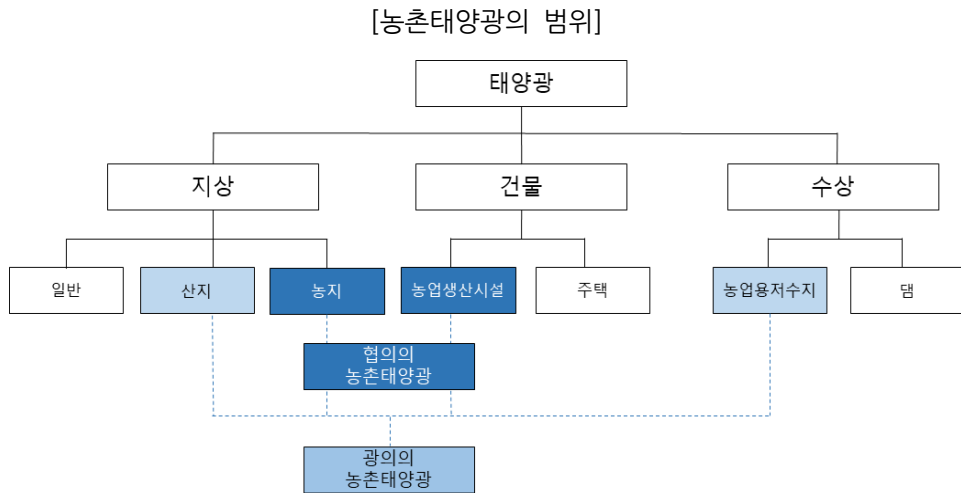 [농촌태양광의 범위]
태양광
지상
건물
수상
일반
산지
농지
농업생산시설
주택
농업용저수지
댐
협의의
농촌태양광
광의의
농촌태양광